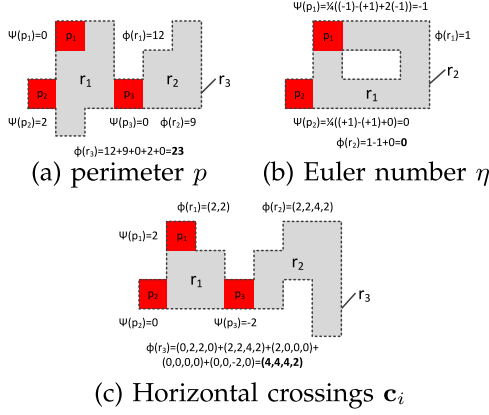 Ψ(p₁)=0
p₁
ϕ(r₁)=12
r₁
r₂
r₃
p₂
p₃
Ψ(p₂)=2
Ψ(p₃)=0
ϕ(r₂)=9
ϕ(r₃)=12+9+0+2+0=23
(a) perimeter p
Ψ(p₁)=¼((-1)-(+1)+2(-1))=-1
p₁
ϕ(r₁)=1
r₂
p₂
r₁
Ψ(p₂)=¼((+1)-(+1)+0)=0
ϕ(r₂)=1-1+0=0
(b) Euler number η
ϕ(r₁)=(2,2)
ϕ(r₂)=(2,2,4,2)
Ψ(p₁)=2
p₁
r₂
r₁
p₂
p₃
r₃
Ψ(p₂)=0
Ψ(p₃)=-2
ϕ(r₃)=(0,2,2,0)+(2,2,4,2)+(2,0,0,0)+
(0,0,0,0)+(0,0,-2,0)=(4,4,4,2)
(c) Horizontal crossings cᵢ